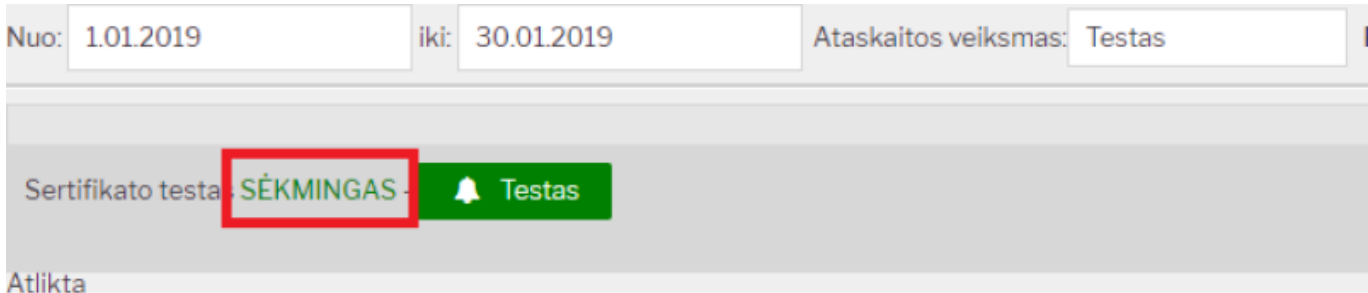 Nuo: 1.01.2019 iki: 30.01.2019 Ataskaitos veiksmas: Testas
Sertifikato testas SĖKMINGAS - Testas
Atlikta